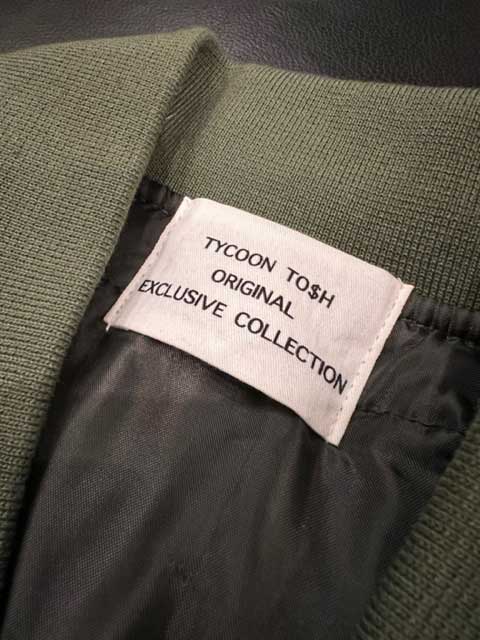 TYCOON TO$H
ORIGINAL
EXCLUSIVE COLLECTION